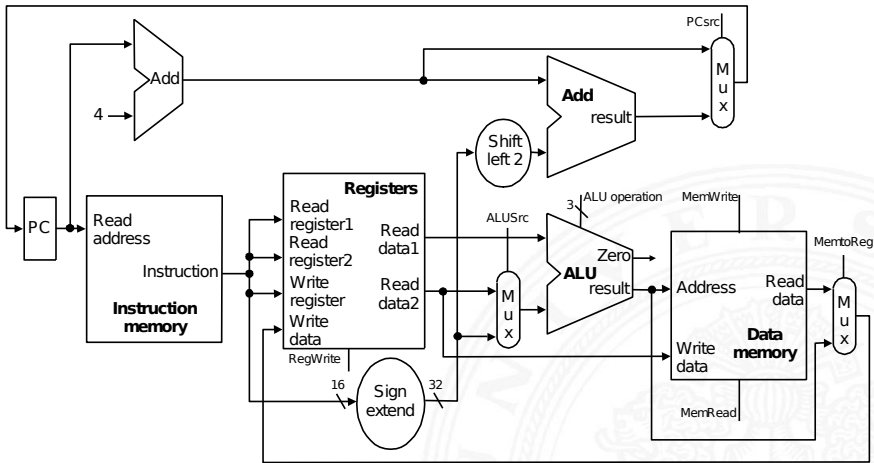 PCsrc
Add
4
M
u
x
Add
result
Shift
left 2
PC
Read
address
Instruction
Instruction
memory
Registers
Read
register1
Read
register2
Write
register
Write
data
Read
data1
Read
data2
RegWrite
16
Sign
extend
32
ALUSrc
M
u
x
3
ALU operation
Zero
ALU
result
MemWrite
Address
Read
data
Write
data
Data
memory
MemRead
MemtoReg
M
u
x